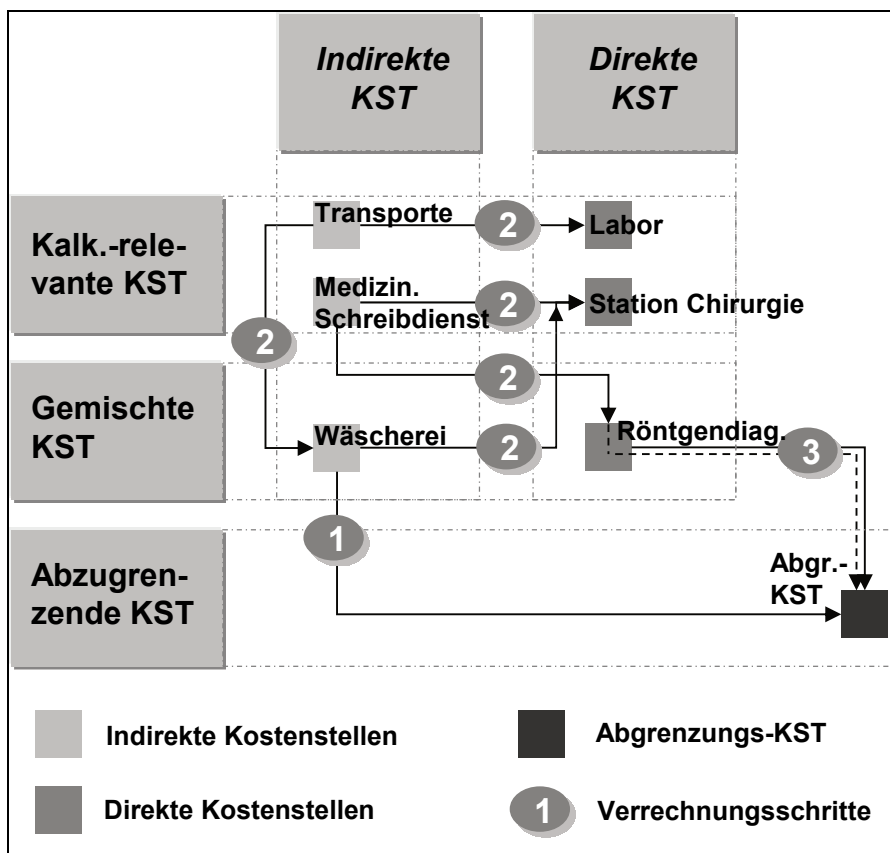 Indirekte
KST
Direkte
KST
Kalk.-rele-
vante KST
Transporte
2
Labor
Medizin.
Schreibdienst
2
Station Chirurgie
2
2
Gemischte
KST
Wäscherei
2
Röntgendiag.
3
1
Abzugren-
zende KST
Abgr.-
KST
Indirekte Kostenstellen
Abgrenzungs-KST
Direkte Kostenstellen
1
Verrechnungsschritte